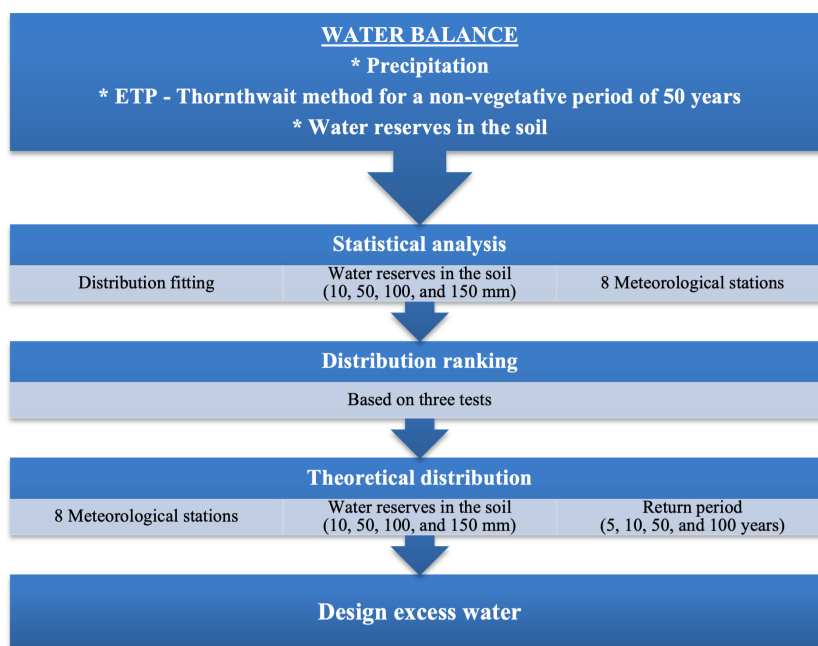 WATER BALANCE
* Precipitation
* ETP - Thornthwait method for a non-vegetative period of 50 years
* Water reserves in the soil
Statistical analysis
Distribution fitting
Water reserves in the soil
(10, 50, 100, and 150 mm)
8 Meteorological stations
Distribution ranking
Based on three tests
Theoretical distribution
8 Meteorological stations
Water reserves in the soil
(10, 50, 100, and 150 mm)
Return period
(5, 10, 50, and 100 years)
Design excess water